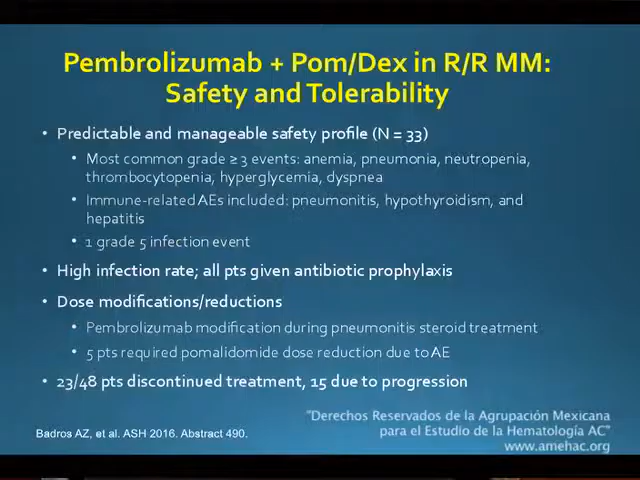 Pembrolizumab + Pom/Dex in R/R MM:
Safety and Tolerability
• Predictable and manageable safety profile (N = 33)
• Most common grade ≥ 3 events: anemia, pneumonia, neutropenia,
thrombocytopenia, hyperglycemia, dyspnea
• Immune-related AEs included: pneumonitis, hypothyroidism, and
hepatitis
• 1 grade 5 infection event
• High infection rate; all pts given antibiotic prophylaxis
• Dose modifications/reductions
• Pembrolizumab modification during pneumonitis steroid treatment
• 5 pts required pomalidomide dose reduction due to AE
• 23/48 pts discontinued treatment, 15 due to progression
Badros AZ, et al. ASH 2016. Abstract 490.
"Derechos Reservados de la Agrupación Mexicana
para el Estudio de la Hematología AC"
www.amehac.org